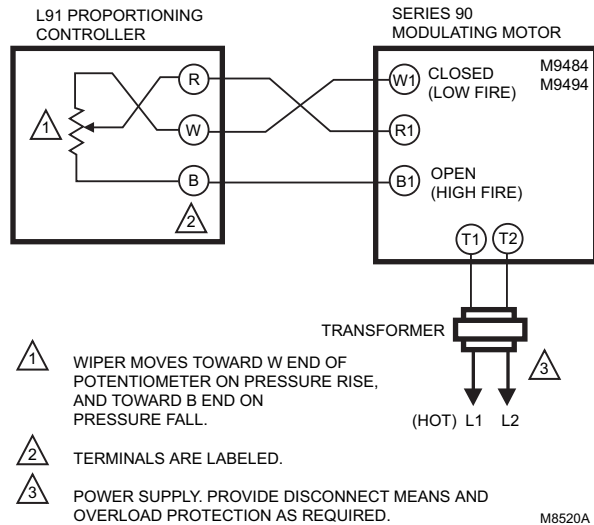 L91 PROPORTIONING
CONTROLLER
SERIES 90
MODULATING MOTOR
M9484
M9494
R
W
B
1
2
W1
CLOSED
(LOW FIRE)
R1
B1
OPEN
(HIGH FIRE)
T1
T2
TRANSFORMER
3
(HOT) L1 L2
1
WIPER MOVES TOWARD W END OF
POTENTIOMETER ON PRESSURE RISE,
AND TOWARD B END ON
PRESSURE FALL.
2
TERMINALS ARE LABELED.
3
POWER SUPPLY. PROVIDE DISCONNECT MEANS AND
OVERLOAD PROTECTION AS REQUIRED.
M8520A